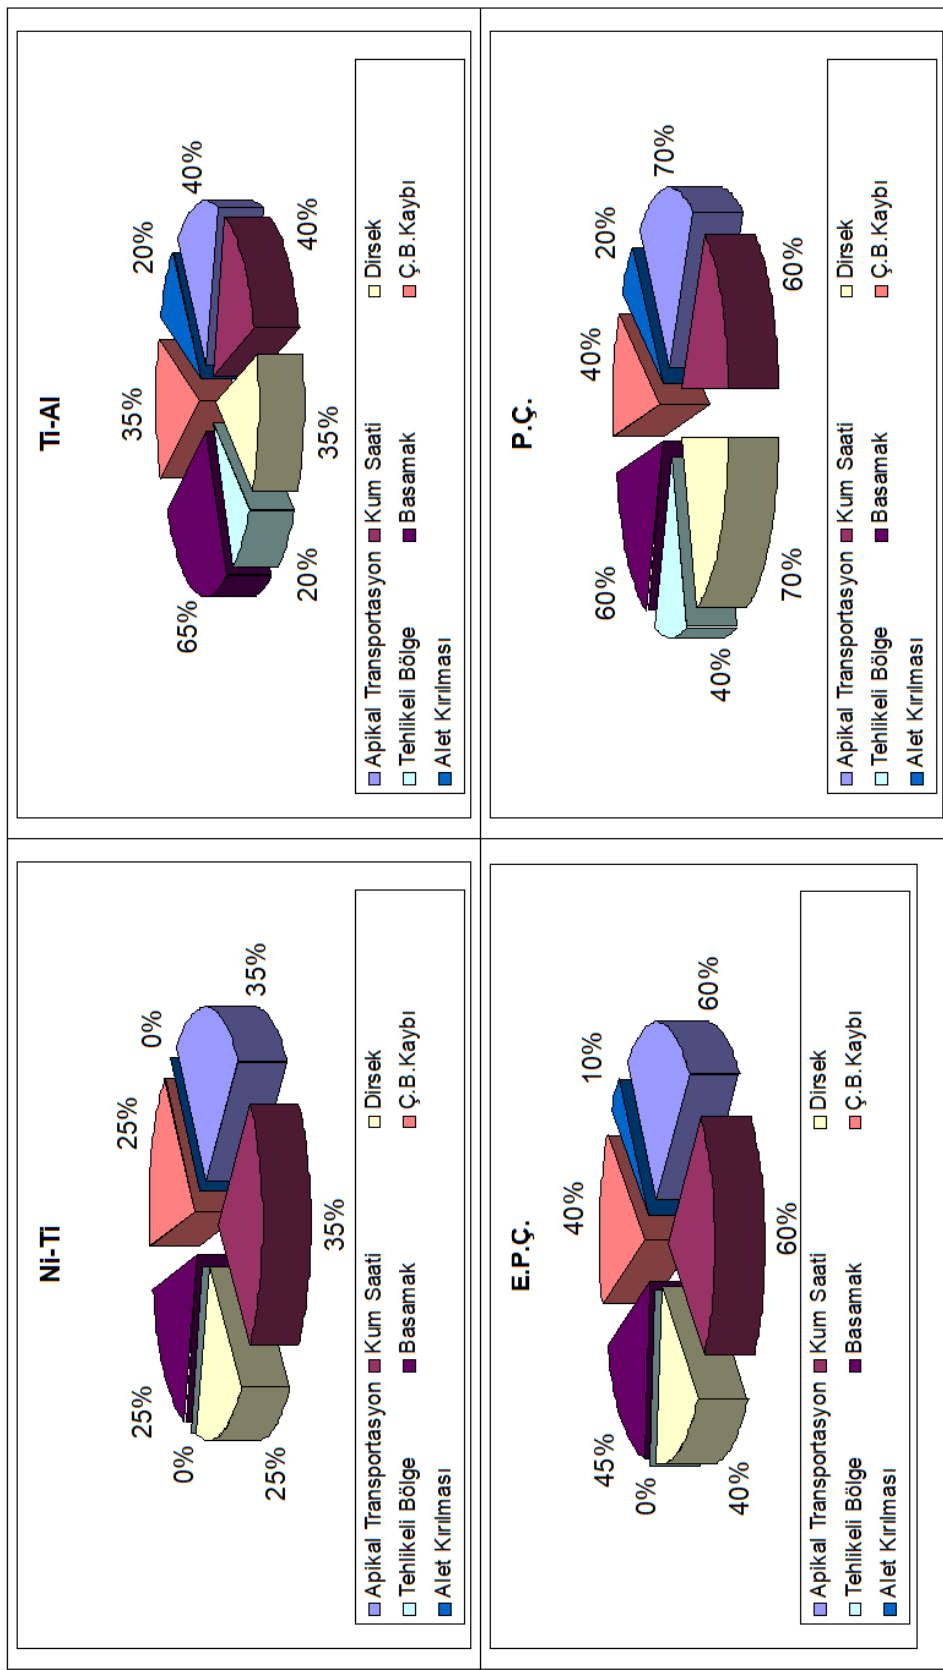 Ni-Ti
25%
0%
35%
35%
25%
0%
25%
Apikal Transportasyon Kum Saati Dirsek
Tehlikeli Bölge Basamak Ç.B.Kaybı
Alet Kırılması
Ti-Al
35%
20%
40%
40%
35%
20%
65%
Apikal Transportasyon Kum Saati Dirsek
Tehlikeli Bölge Basamak Ç.B.Kaybı
Alet Kırılması
E.P.Ç.
40%
10%
60%
60%
40%
0%
45%
Apikal Transportasyon Kum Saati Dirsek
Tehlikeli Bölge Basamak Ç.B.Kaybı
Alet Kırılması
P.Ç.
40%
20%
70%
60%
70%
40%
60%
Apikal Transportasyon Kum Saati Dirsek
Tehlikeli Bölge Basamak Ç.B.Kaybı
Alet Kırılması